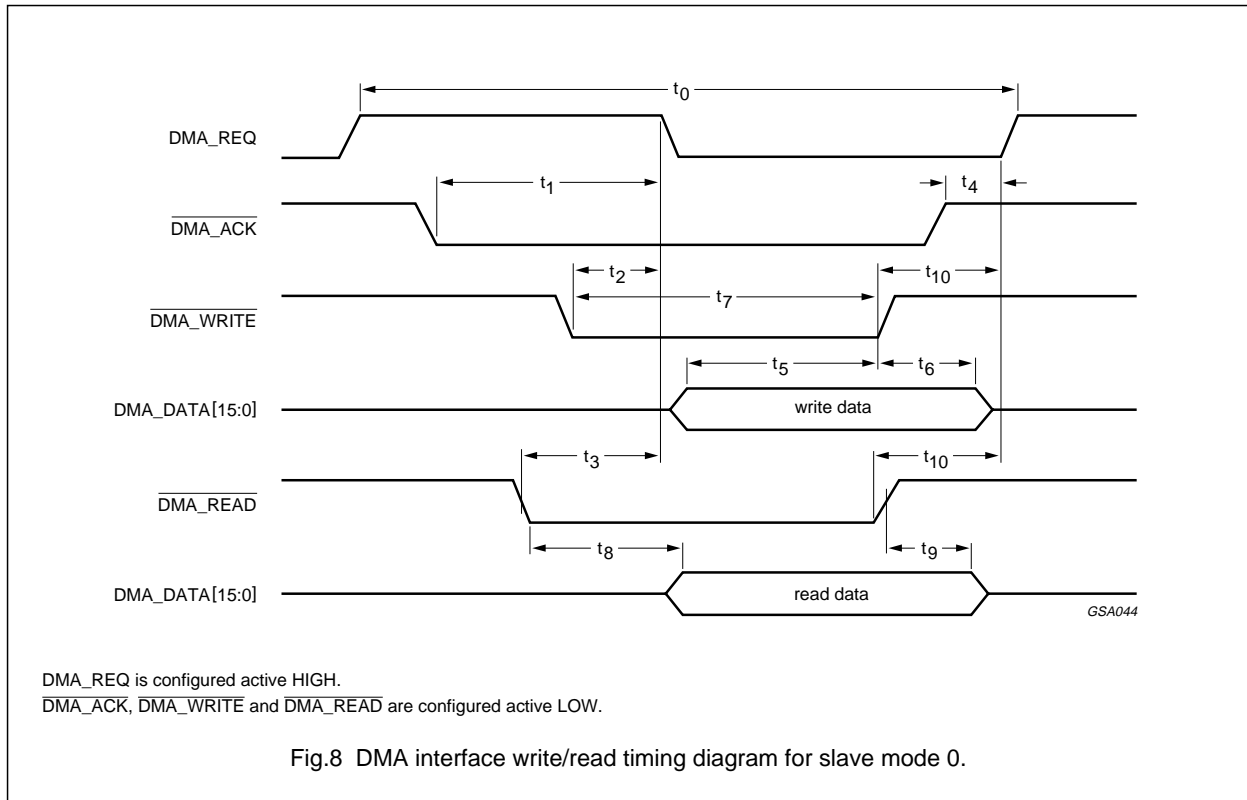 t0
DMA_REQ
t1
t4
DMA_ACK
t2
t10
t7
DMA_WRITE
t5
t6
DMA_DATA[15:0]
write data
t3
t10
DMA_READ
t8
t9
DMA_DATA[15:0]
read data
GSA044
DMA_REQ is configured active HIGH.
DMA_ACK, DMA_WRITE and DMA_READ are configured active LOW.
Fig.8 DMA interface write/read timing diagram for slave mode 0.